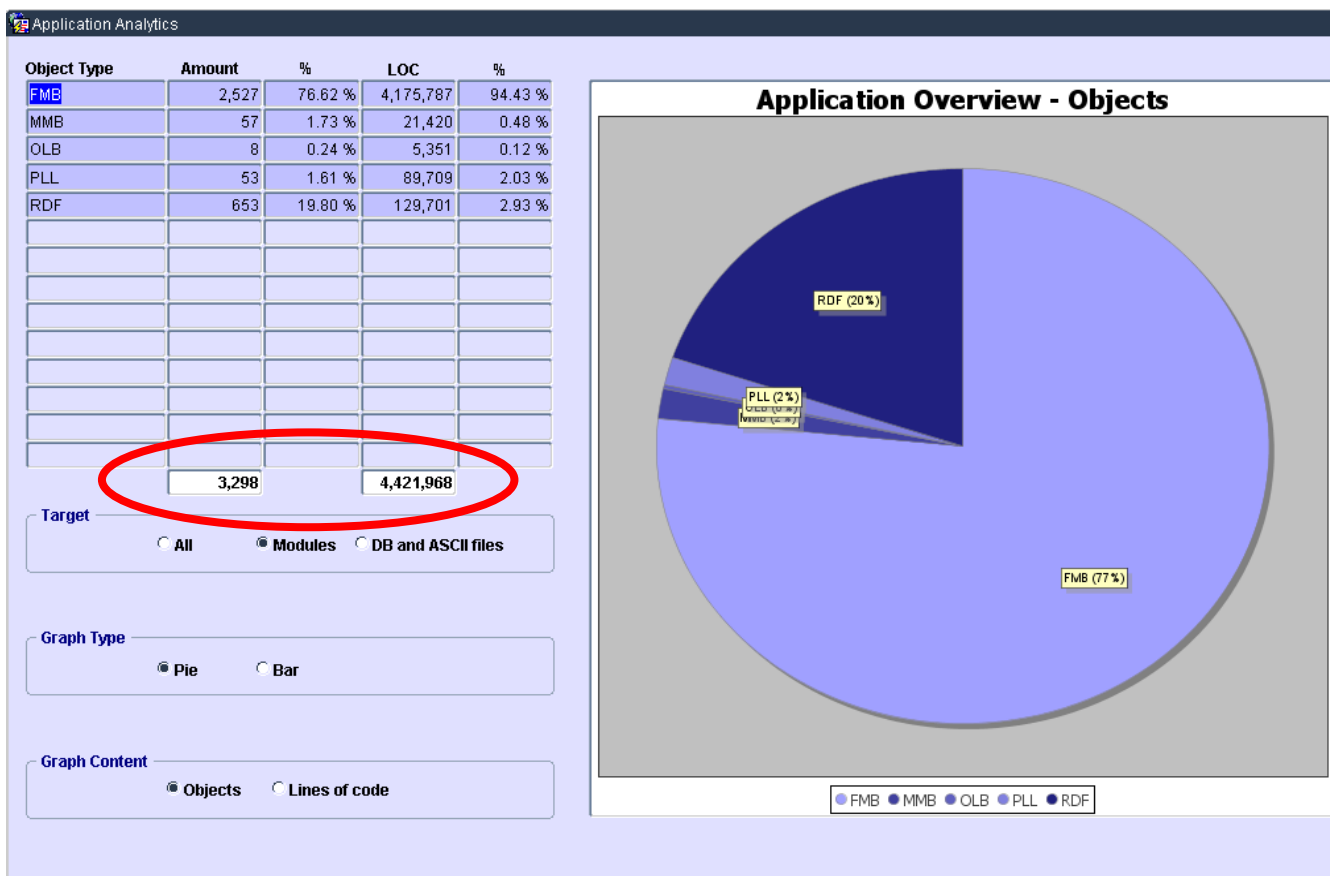 Application Analytics
Object Type Amount % LOC %
FMB 2,527 76.62 % 4,175,787 94.43 %
MMB 57 1.73 % 21,420 0.48 %
OLB 8 0.24 % 5,351 0.12 %
PLL 53 1.61 % 89,709 2.03 %
RDF 653 19.80 % 129,701 2.93 %
3,298 4,421,968
Target
All Modules DB and ASCII files
Graph Type
Pie Bar
Graph Content
Objects Lines of code
Application Overview - Objects
RDF (20%)
PLL (2%)
OLB (0%)
MMB (2%)
FMB (77%)
FMB MMB OLB PLL RDF